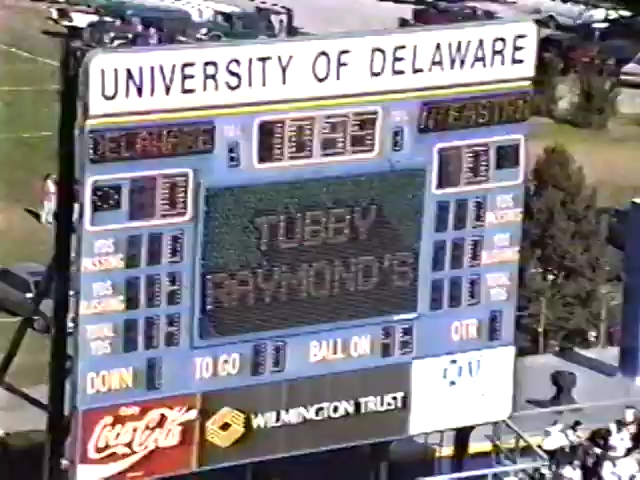 UNIVERSITY OF DELAWARE
DELAWARE
TUBBY
RAYMOND'S
YDS
PASSING
YDS
RUSHING
TOTAL
YDS
YDS
PASSING
YDS
RUSHING
TOTAL
YDS
DOWN
TO GO
BALL ON
QTR
Coca-Cola
WILMINGTON TRUST